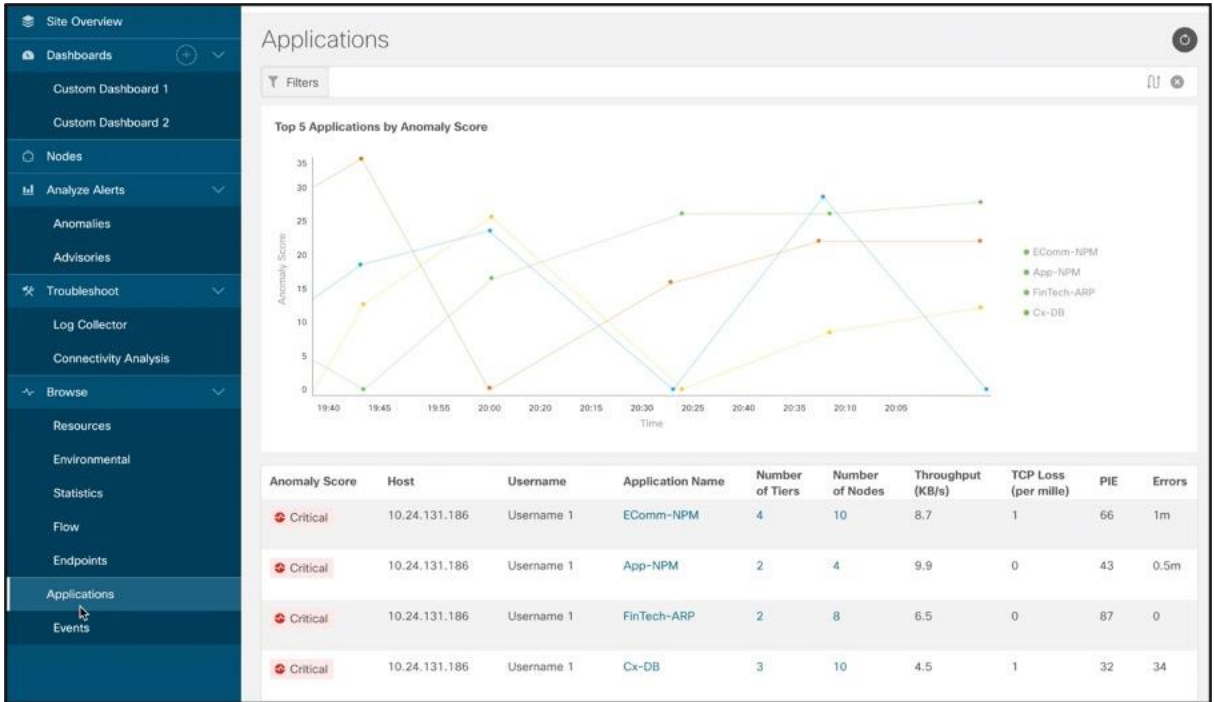 Site Overview
Dashboards
Custom Dashboard 1
Custom Dashboard 2
Nodes
Analyze Alerts
Anomalies
Advisories
Troubleshoot
Log Collector
Connectivity Analysis
Browse
Resources
Environmental
Statistics
Flow
Endpoints
Applications
Events
Applications
Filters
Top 5 Applications by Anomaly Score
35
30
25
20
15
10
5
0
Anomaly Score
19:40 19:45 19:55 20:00 20:20 20:15 20:30 20:25 20:40 20:35 20:10 20:05
Time
EComm-NPM
App-NPM
FinTech-ARP
Cx-DB
Anomaly Score Host Username Application Name Number of Tiers Number of Nodes Throughput (KB/s) TCP Loss (per mille) PIE Errors
Critical 10.24.131.186 Username 1 EComm-NPM 4 10 8.7 1 66 1m
Critical 10.24.131.186 Username 1 App-NPM 2 4 9.9 0 43 0.5m
Critical 10.24.131.186 Username 1 FinTech-ARP 2 8 6.5 0 87 0
Critical 10.24.131.186 Username 1 Cx-DB 3 10 4.5 1 32 34